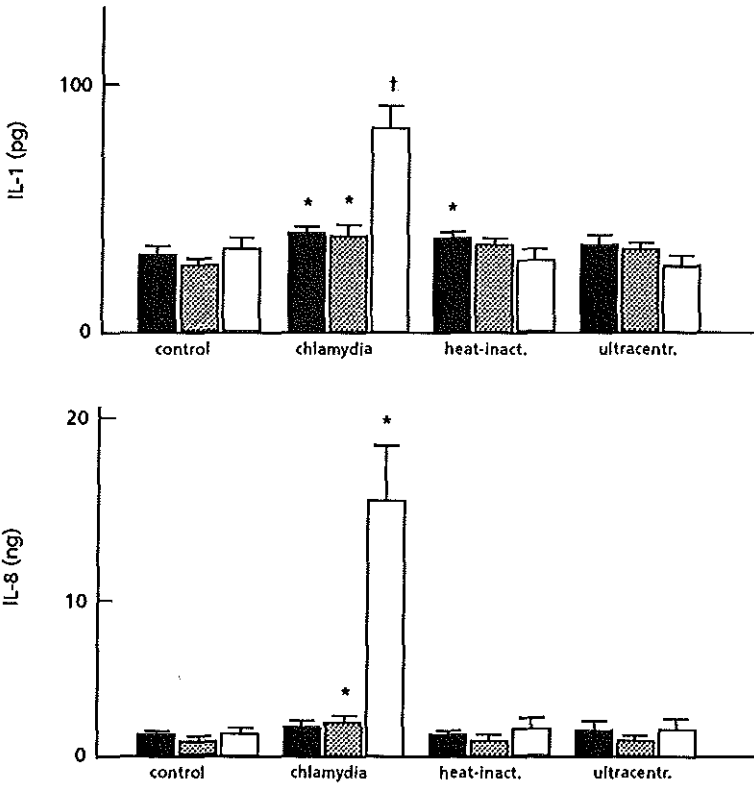 100
IL-1 (pg)
†
* * *
0
control chlamydia heat-inact. ultracentr.
20
*
IL-8 (ng)
10
*
0
control chlamydia heat-inact. ultracentr.